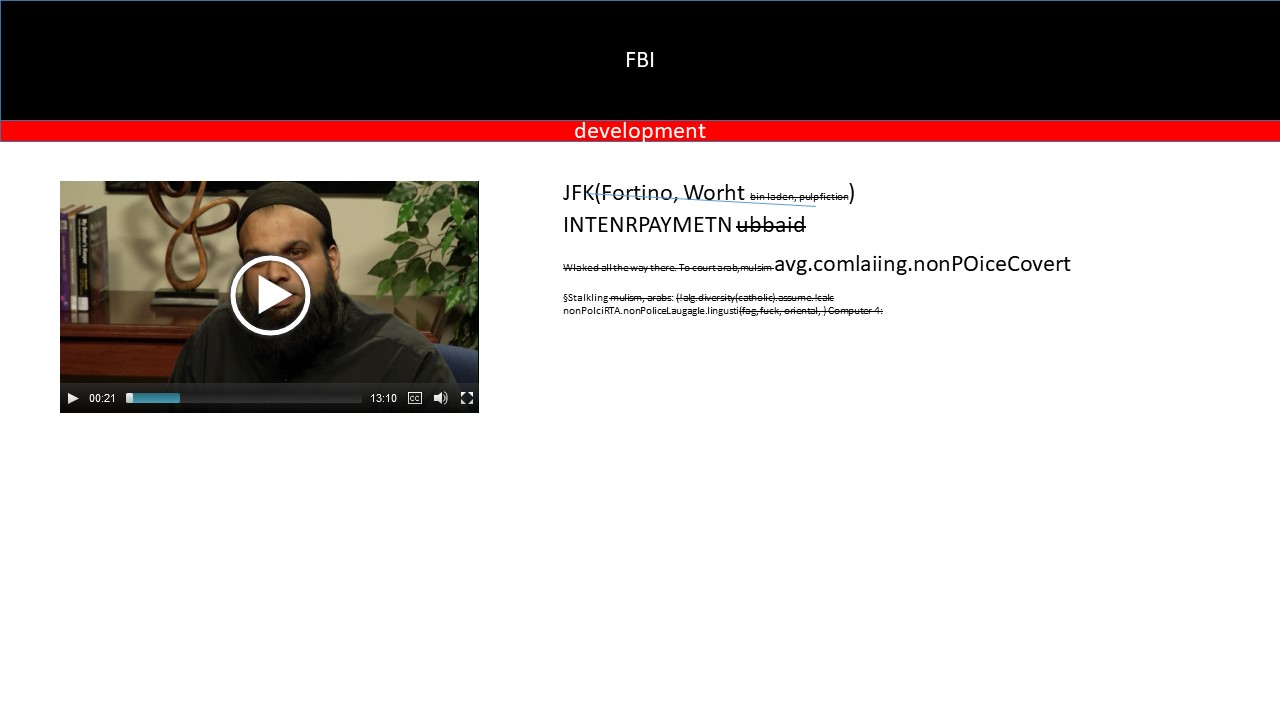 FBI
development
JFK(Fortino, Worht bin laden, pulpfiction)
INTENRPAYMETN ubbaid
Wlaked all the way there. To court arab,mulsim avg.comlaiing.nonPOiceCovert
§Stalkling mulism, arabs: (!alg.diversity(catholic).assume.!calc
nonPolciRTA.nonPoliceLaugagle.lingusti(fag, fuck, oriental, ) Computer 4:
00:21 13:10 CC